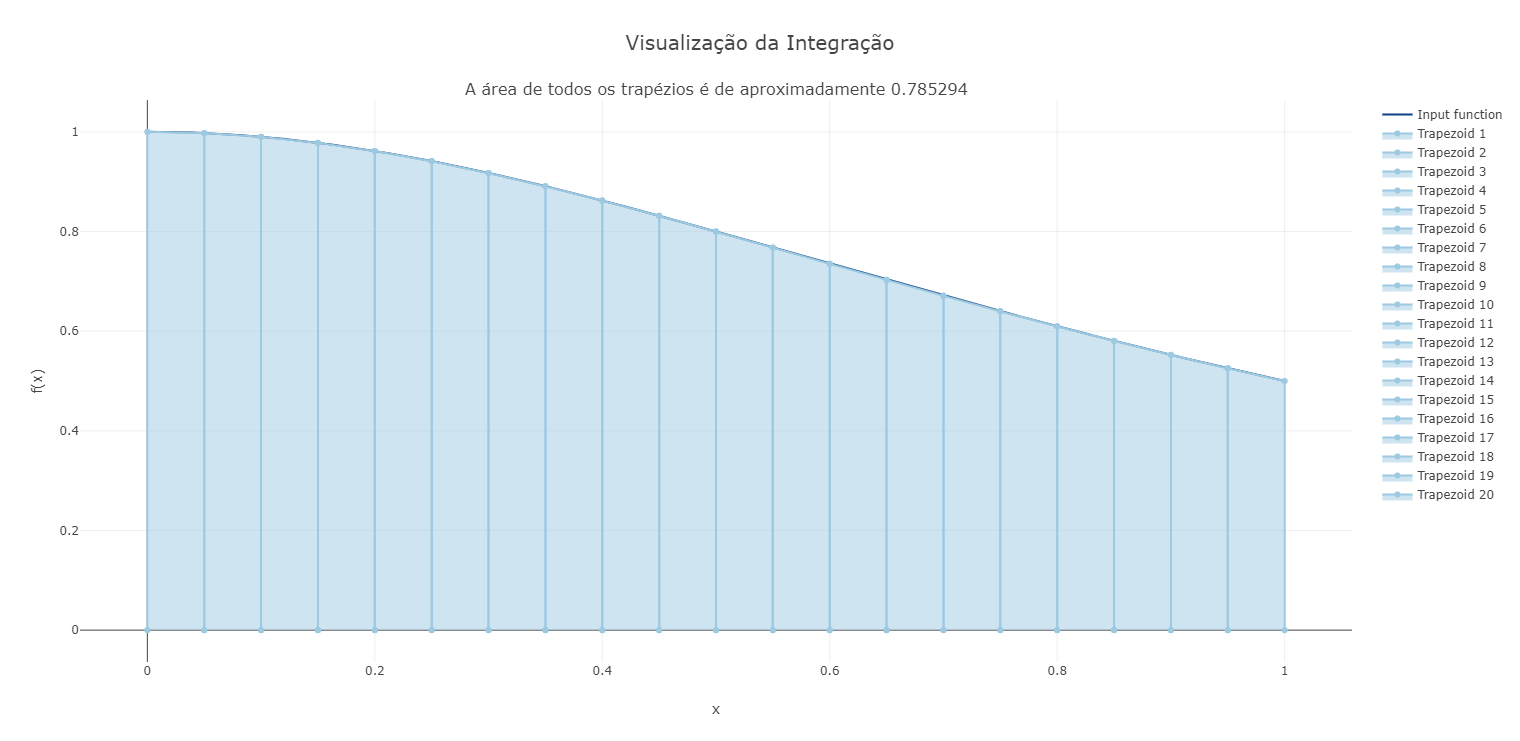 Visualização da Integração
A área de todos os trapézios é de aproximadamente 0.785294
1
0.8
0.6
0.4
0.2
0
f(x)
0 0.2 0.4 0.6 0.8 1
x
Input function
Trapezoid 1
Trapezoid 2
Trapezoid 3
Trapezoid 4
Trapezoid 5
Trapezoid 6
Trapezoid 7
Trapezoid 8
Trapezoid 9
Trapezoid 10
Trapezoid 11
Trapezoid 12
Trapezoid 13
Trapezoid 14
Trapezoid 15
Trapezoid 16
Trapezoid 17
Trapezoid 18
Trapezoid 19
Trapezoid 20